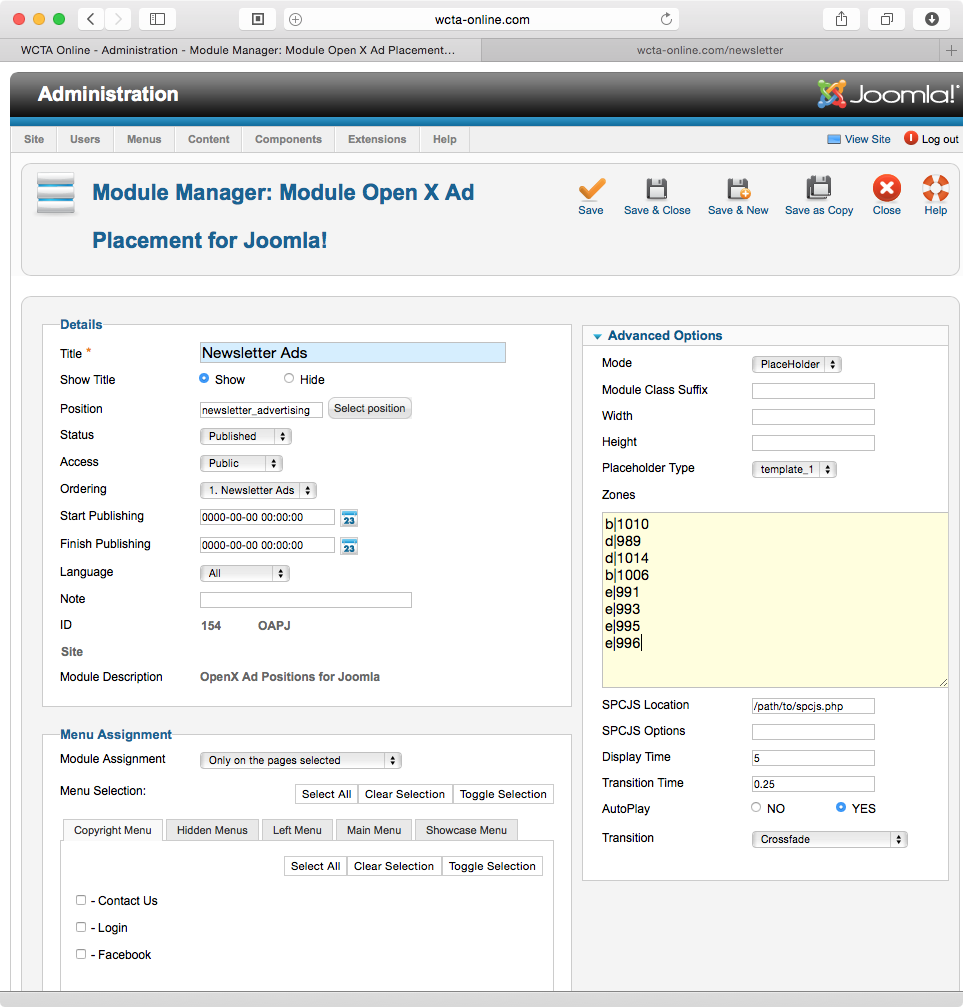 wcta-online.com
WCTA Online - Administration - Module Manager: Module Open X Ad Placement…
wcta-online.com/newsletter
Administration
Joomla!
Site
Users
Menus
Content
Components
Extensions
Help
View Site
Log out
Module Manager: Module Open X Ad
Placement for Joomla!
Save
Save & Close
Save & New
Save as Copy
Close
Help
Details
Title *
Newsletter Ads
Show Title
Show
Hide
Position
newsletter_advertising
Select position
Status
Published
Access
Public
Ordering
1. Newsletter Ads
Start Publishing
0000-00-00 00:00:00
23
Finish Publishing
0000-00-00 00:00:00
23
Language
All
Note
ID
154
OAPJ
Site
Module Description
OpenX Ad Positions for Joomla
Menu Assignment
Module Assignment
Only on the pages selected
Menu Selection:
Select All
Clear Selection
Toggle Selection
Copyright Menu
Hidden Menus
Left Menu
Main Menu
Showcase Menu
Select All
Clear Selection
Toggle Selection
- Contact Us
- Login
- Facebook
Advanced Options
Mode
PlaceHolder
Module Class Suffix
Width
Height
Placeholder Type
template_1
Zones
b|1010
d|989
d|1014
b|1006
e|991
e|993
e|995
e|996
SPCJS Location
/path/to/spcjs.php
SPCJS Options
Display Time
5
Transition Time
0.25
AutoPlay
NO
YES
Transition
Crossfade